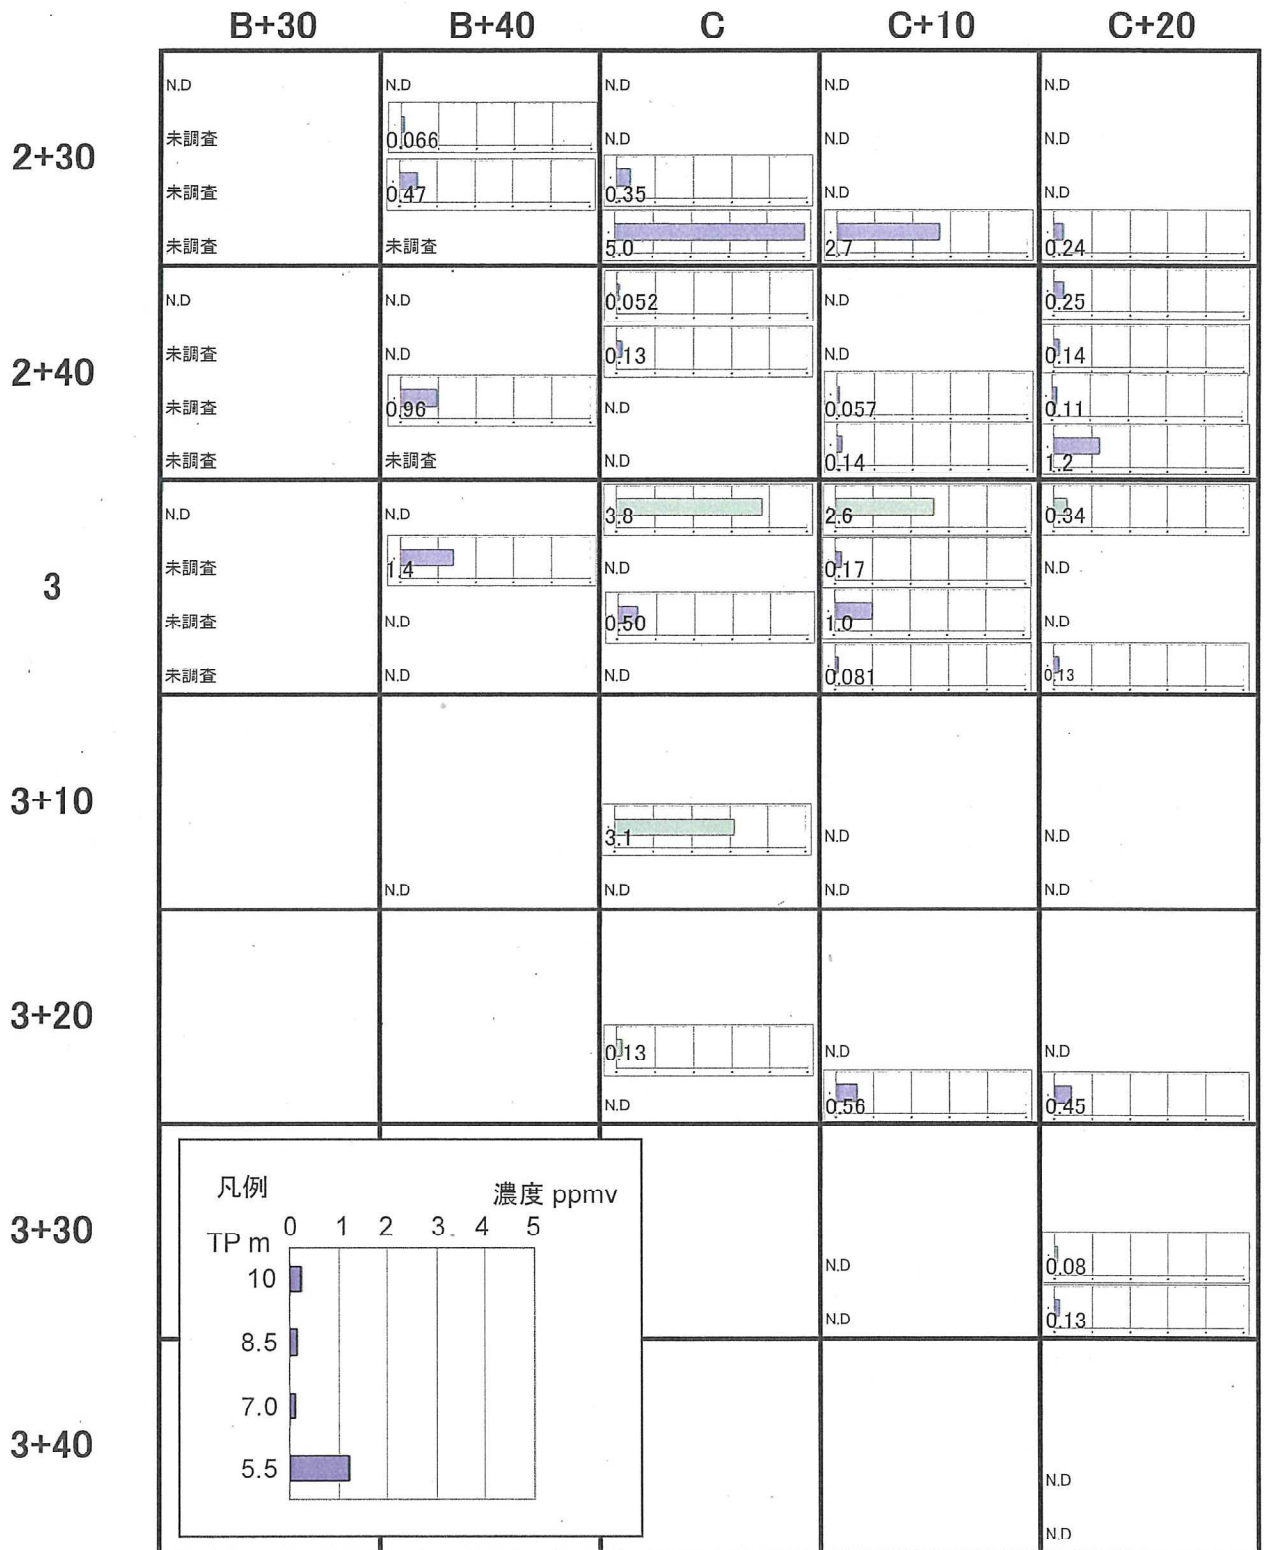 B+30 B+40 C C+10 C+20
2+30
N.D N.D N.D N.D N.D
未調査 0.066 N.D N.D N.D
未調査 0.47 0.35 N.D N.D
未調査 未調査 5.0 2.7 0.24
2+40
N.D N.D 0.052 N.D 0.25
未調査 N.D 0.13 N.D 0.14
未調査 0.96 N.D 0.057 0.11
未調査 未調査 N.D 0.14 1.2
3
N.D N.D 3.8 2.6 0.34
未調査 1.4 N.D 0.17 N.D
未調査 N.D 0.50 1.0 N.D
未調査 N.D N.D 0.081 0.13
3+10
3.1 N.D N.D
N.D N.D N.D N.D
3+20
0.13 N.D N.D
N.D 0.56 0.45
3+30
N.D 0.08
N.D 0.13
3+40
N.D
N.D
凡例 濃度 ppmv
TP m 0 1 2 3 4 5
10
8.5
7.0
5.5